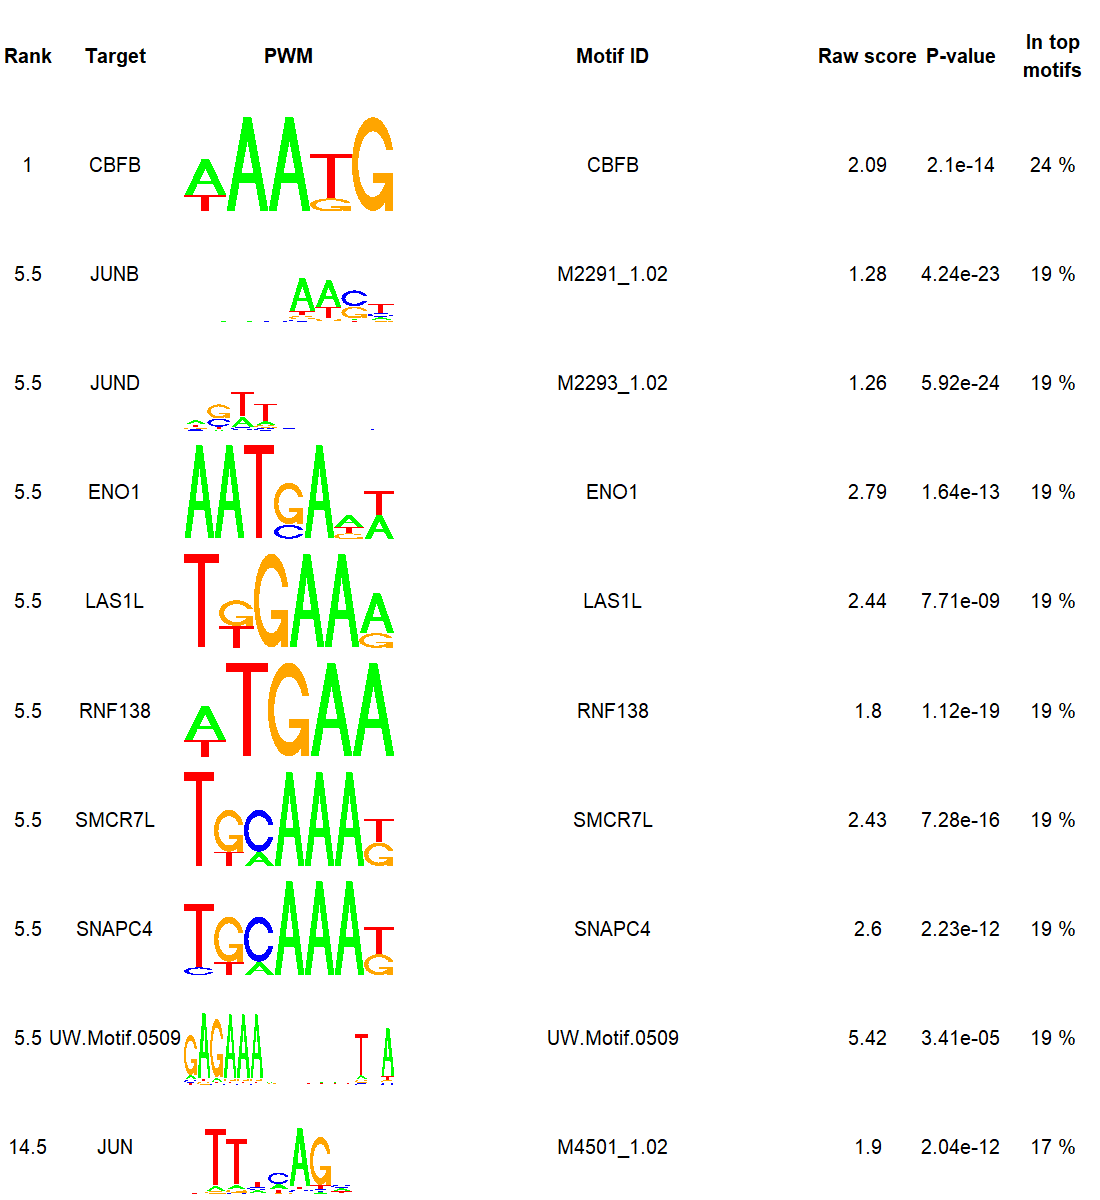 Rank Target PWM Motif ID Raw score P-value In top motifs
1 CBFB CBFB 2.09 2.1e-14 24 %
5.5 JUNB M2291_1.02 1.28 4.24e-23 19 %
5.5 JUND M2293_1.02 1.26 5.92e-24 19 %
5.5 ENO1 ENO1 2.79 1.64e-13 19 %
5.5 LAS1L LAS1L 2.44 7.71e-09 19 %
5.5 RNF138 RNF138 1.8 1.12e-19 19 %
5.5 SMCR7L SMCR7L 2.43 7.28e-16 19 %
5.5 SNAPC4 SNAPC4 2.6 2.23e-12 19 %
5.5 UW.Motif.0509 UW.Motif.0509 5.42 3.41e-05 19 %
14.5 JUN M4501_1.02 1.9 2.04e-12 17 %